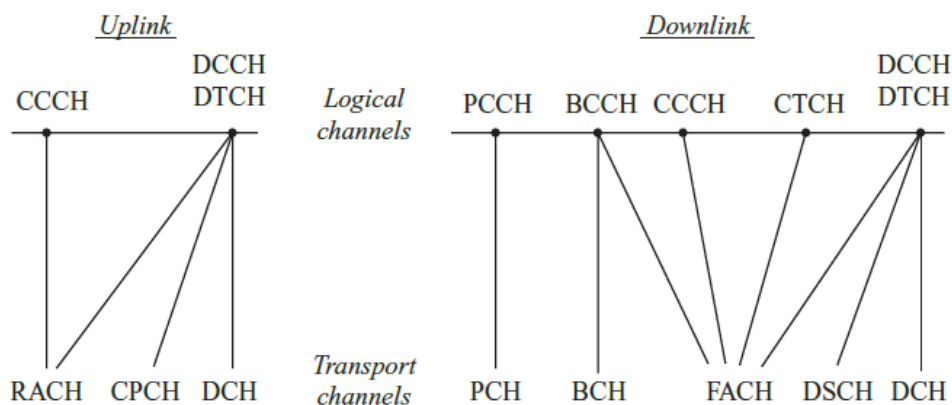 Uplink
Downlink
DCCH
DTCH
CCCH
Logical
channels
PCCH BCCH CCCH CTCH
DCCH
DTCH
RACH CPCH DCH
Transport
channels
PCH BCH FACH DSCH DCH